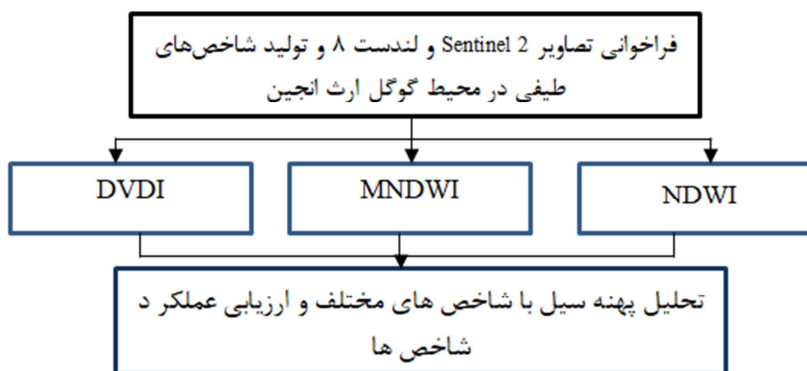 فراخوانی تصاویر Sentinel 2 و لندست ۸ و تولید شاخص‌های
طیفی در محیط گوگل ارث انجین
DVDI
MNDWI
NDWI
تحلیل پهنه سیل با شاخص های مختلف و ارزیابی عملکر د
شاخص ها